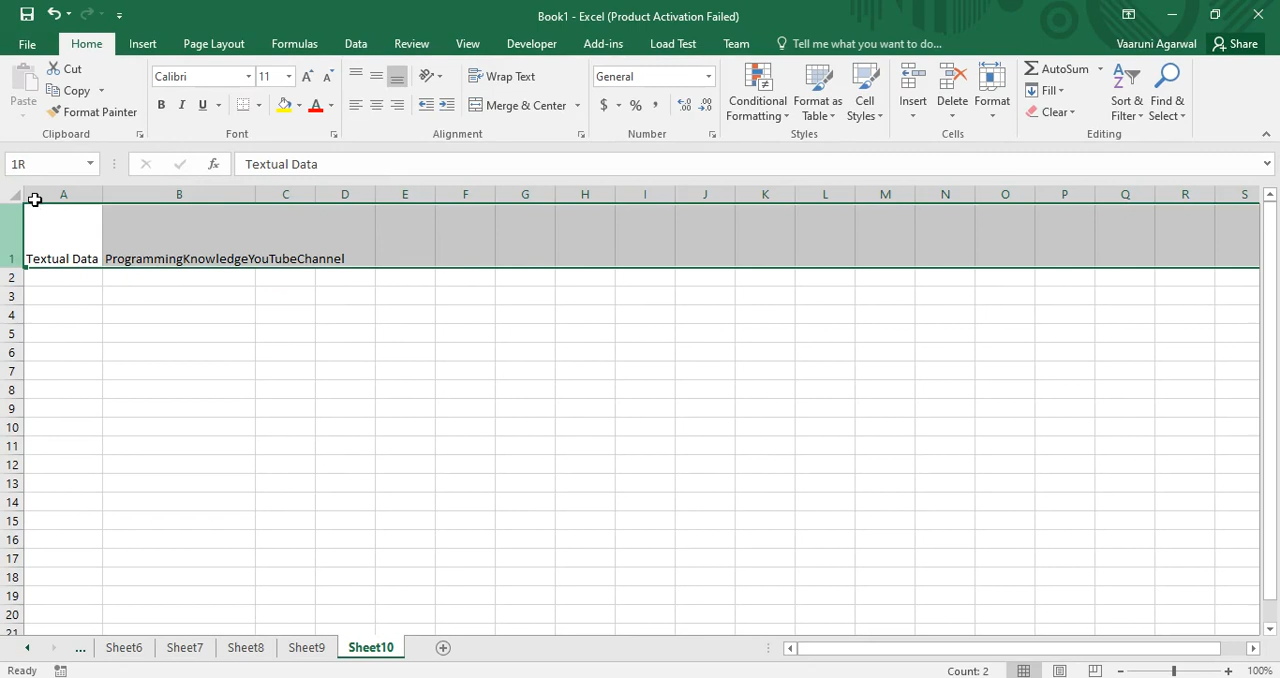 Book1 - Excel (Product Activation Failed)
File Home Insert Page Layout Formulas Data Review View Developer Add-ins Load Test Team Tell me what you want to do... Vaaruni Agarwal Share
Paste Cut Copy Format Painter
Clipboard
Calibri 11
B I U A
Font
Wrap Text
Merge & Center
Alignment
General
$ % ,
Number
Conditional Formatting
Format as Table
Cell Styles
Styles
Insert Delete Format
Cells
AutoSum
Fill
Clear
Sort & Filter
Find & Select
Editing
1R fx Textual Data
A B C D E F G H I J K L M N O P Q R S
1 Textual Data ProgrammingKnowledgeYouTubeChannel
2
3
4
5
6
7
8
9
10
11
12
13
14
15
16
17
18
19
20
21
... Sheet6 Sheet7 Sheet8 Sheet9 Sheet10
Ready Count: 2 100%